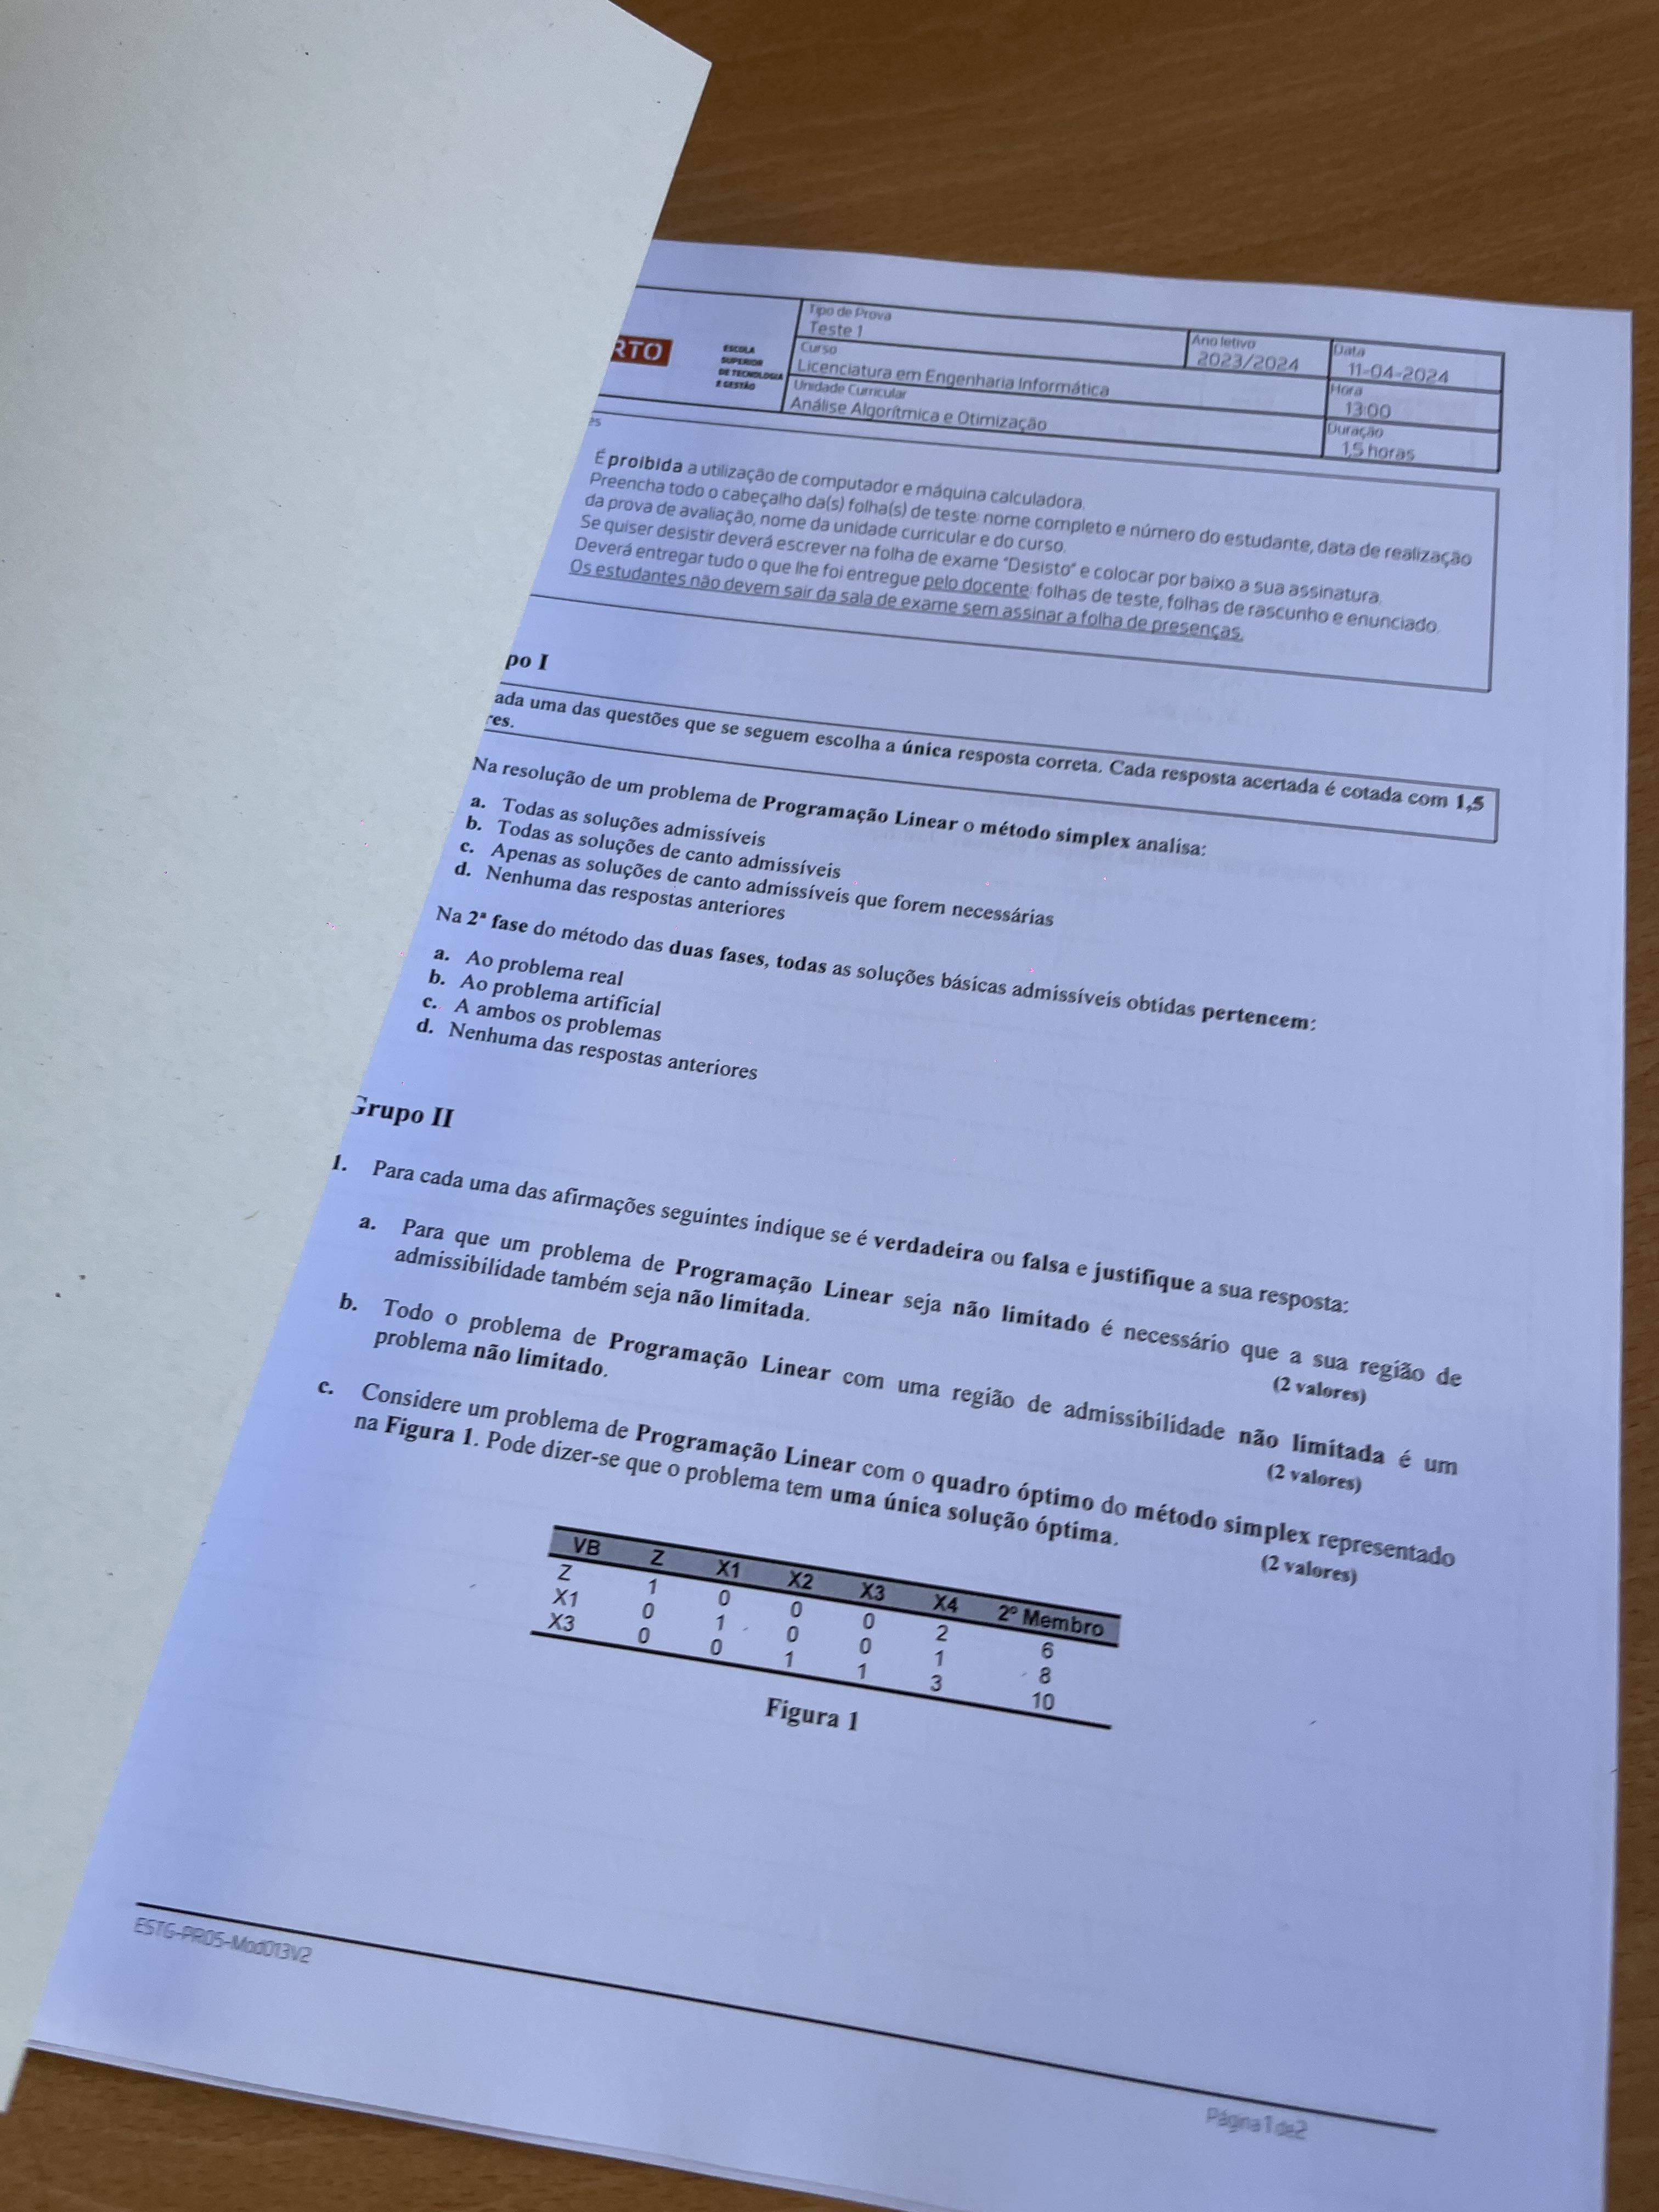 RTO
ESCOLA
SUPERIOR
DE TECNOLOGIA
E GESTÃO
Tipo de Prova
Teste 1
Ano letivo
2023/2024
Data
11-04-2024
Curso
Licenciatura em Engenharia Informática
Hora
13:00
Unidade Curricular
Análise Algorítmica e Otimização
Duração
1,5 horas
es
É proibida a utilização de computador e máquina calculadora.
Preencha todo o cabeçalho da(s) folha(s) de teste: nome completo e número do estudante, data de realização
da prova de avaliação, nome da unidade curricular e do curso.
Se quiser desistir deverá escrever na folha de exame "Desisto" e colocar por baixo a sua assinatura.
Deverá entregar tudo o que lhe foi entregue pelo docente: folhas de teste, folhas de rascunho e enunciado.
Os estudantes não devem sair da sala de exame sem assinar a folha de presenças.
po I
ada uma das questões que se seguem escolha a única resposta correta. Cada resposta acertada é cotada com 1,5
res.
Na resolução de um problema de Programação Linear o método simplex analisa:
a. Todas as soluções admissíveis
b. Todas as soluções de canto admissíveis
c. Apenas as soluções de canto admissíveis que forem necessárias
d. Nenhuma das respostas anteriores
Na 2ª fase do método das duas fases, todas as soluções básicas admissíveis obtidas pertencem:
a. Ao problema real
b. Ao problema artificial
c. A ambos os problemas
d. Nenhuma das respostas anteriores
Grupo II
1. Para cada uma das afirmações seguintes indique se é verdadeira ou falsa e justifique a sua resposta:
a. Para que um problema de Programação Linear seja não limitado é necessário que a sua região de
admissibilidade também seja não limitada.
(2 valores)
b. Todo o problema de Programação Linear com uma região de admissibilidade não limitada é um
problema não limitado.
(2 valores)
c. Considere um problema de Programação Linear com o quadro óptimo do método simplex representado
na Figura 1. Pode dizer-se que o problema tem uma única solução óptima.
(2 valores)
VB Z X1 X2 X3 X4 2º Membro
Z 1 0 0 0 2 6
X1 0 1 0 0 1 8
X3 0 0 1 1 3 10
Figura 1
ESTG-PR05-Mod013V2
Página 1 de 2